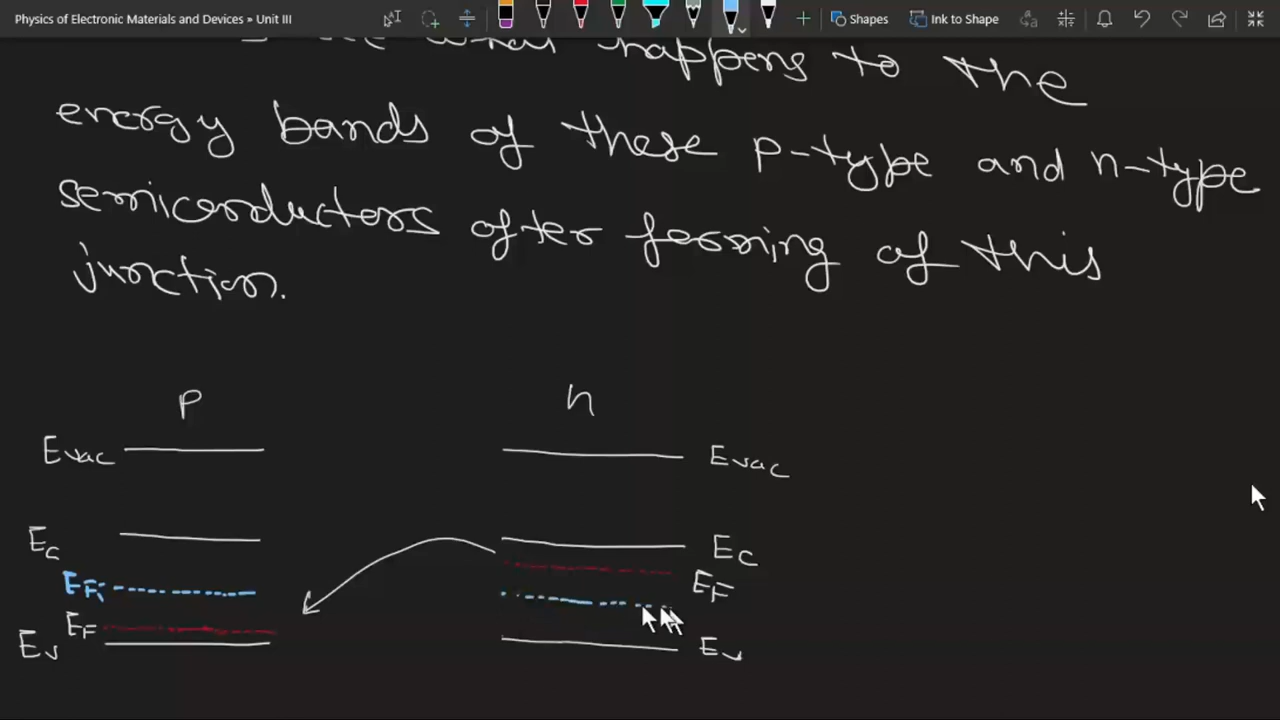 Physics of Electronic Materials and Devices » Unit III
Shapes
Ink to Shape
what happens to the
energy bands of these p-type and n-type
semiconductors after forming of this
junction.
P
n
Evac
Evac
Ec
Ec
EFi
EF
EF
Ev
Ev